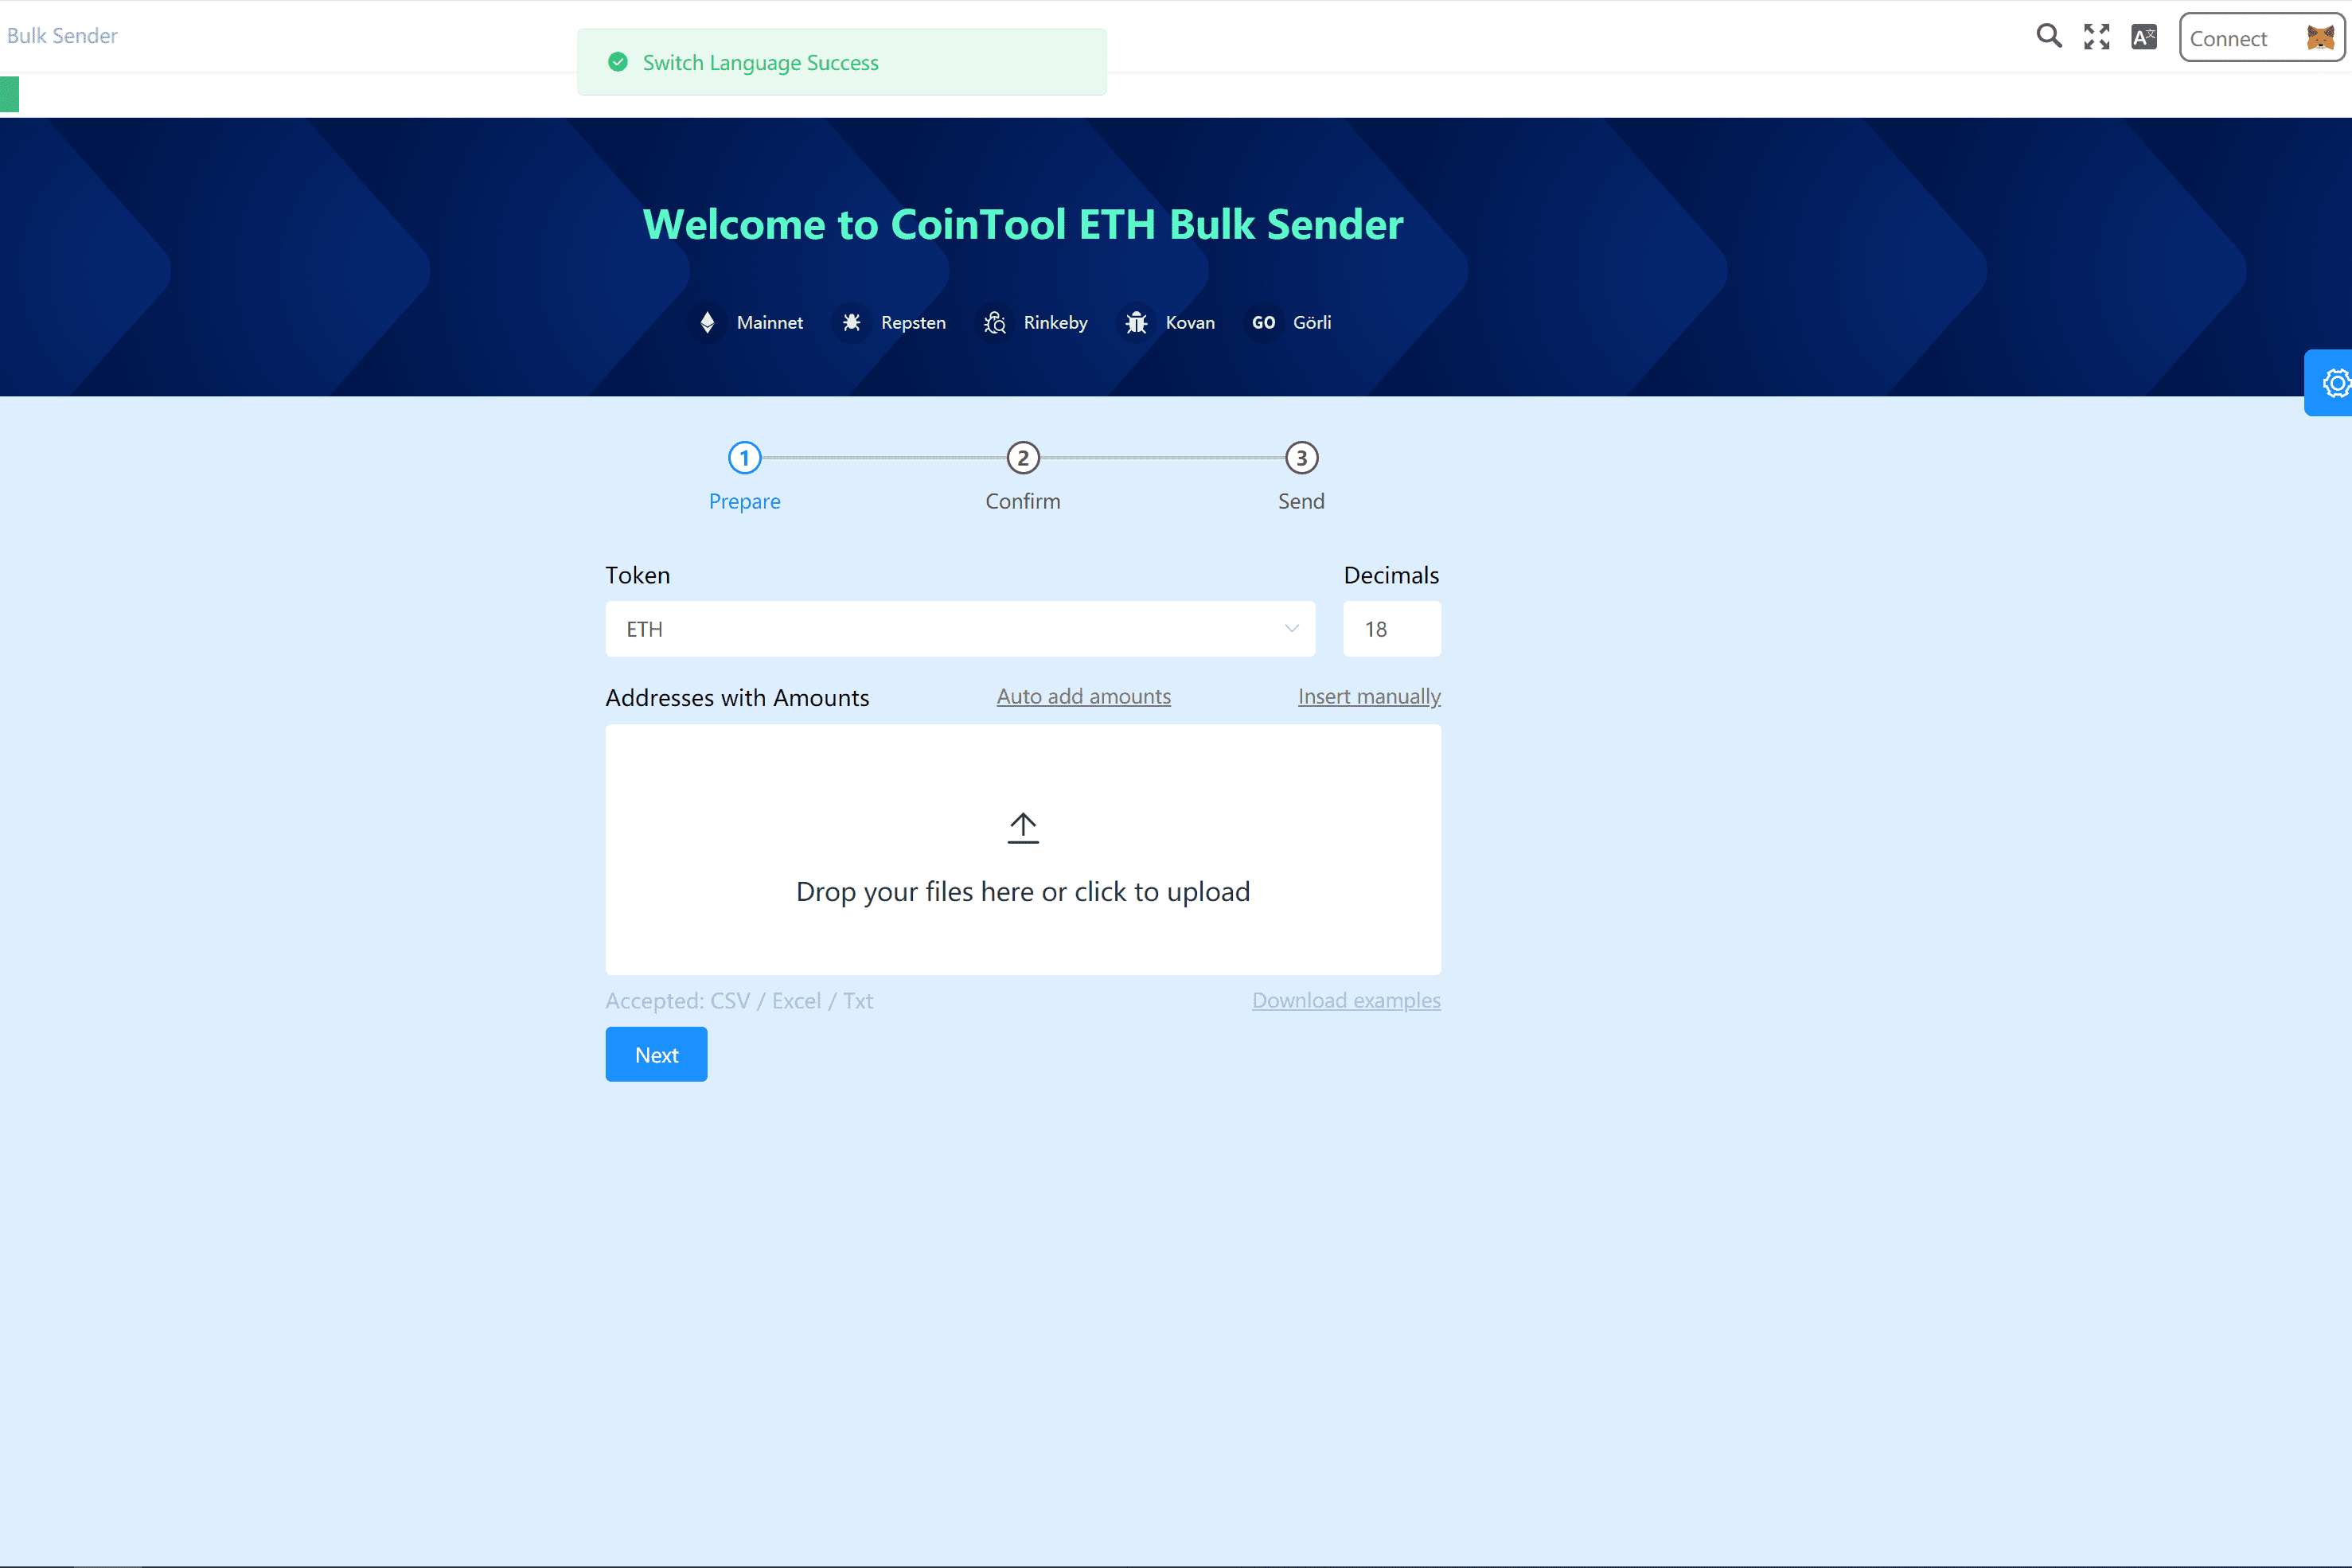 Bulk Sender
Switch Language Success
Connect
Welcome to CoinTool ETH Bulk Sender
Mainnet
Repsten
Rinkeby
Kovan
GO Görli
1
2
3
Prepare
Confirm
Send
Token
Decimals
ETH
18
Addresses with Amounts
Auto add amounts
Insert manually
Drop your files here or click to upload
Accepted: CSV / Excel / Txt
Download examples
Next